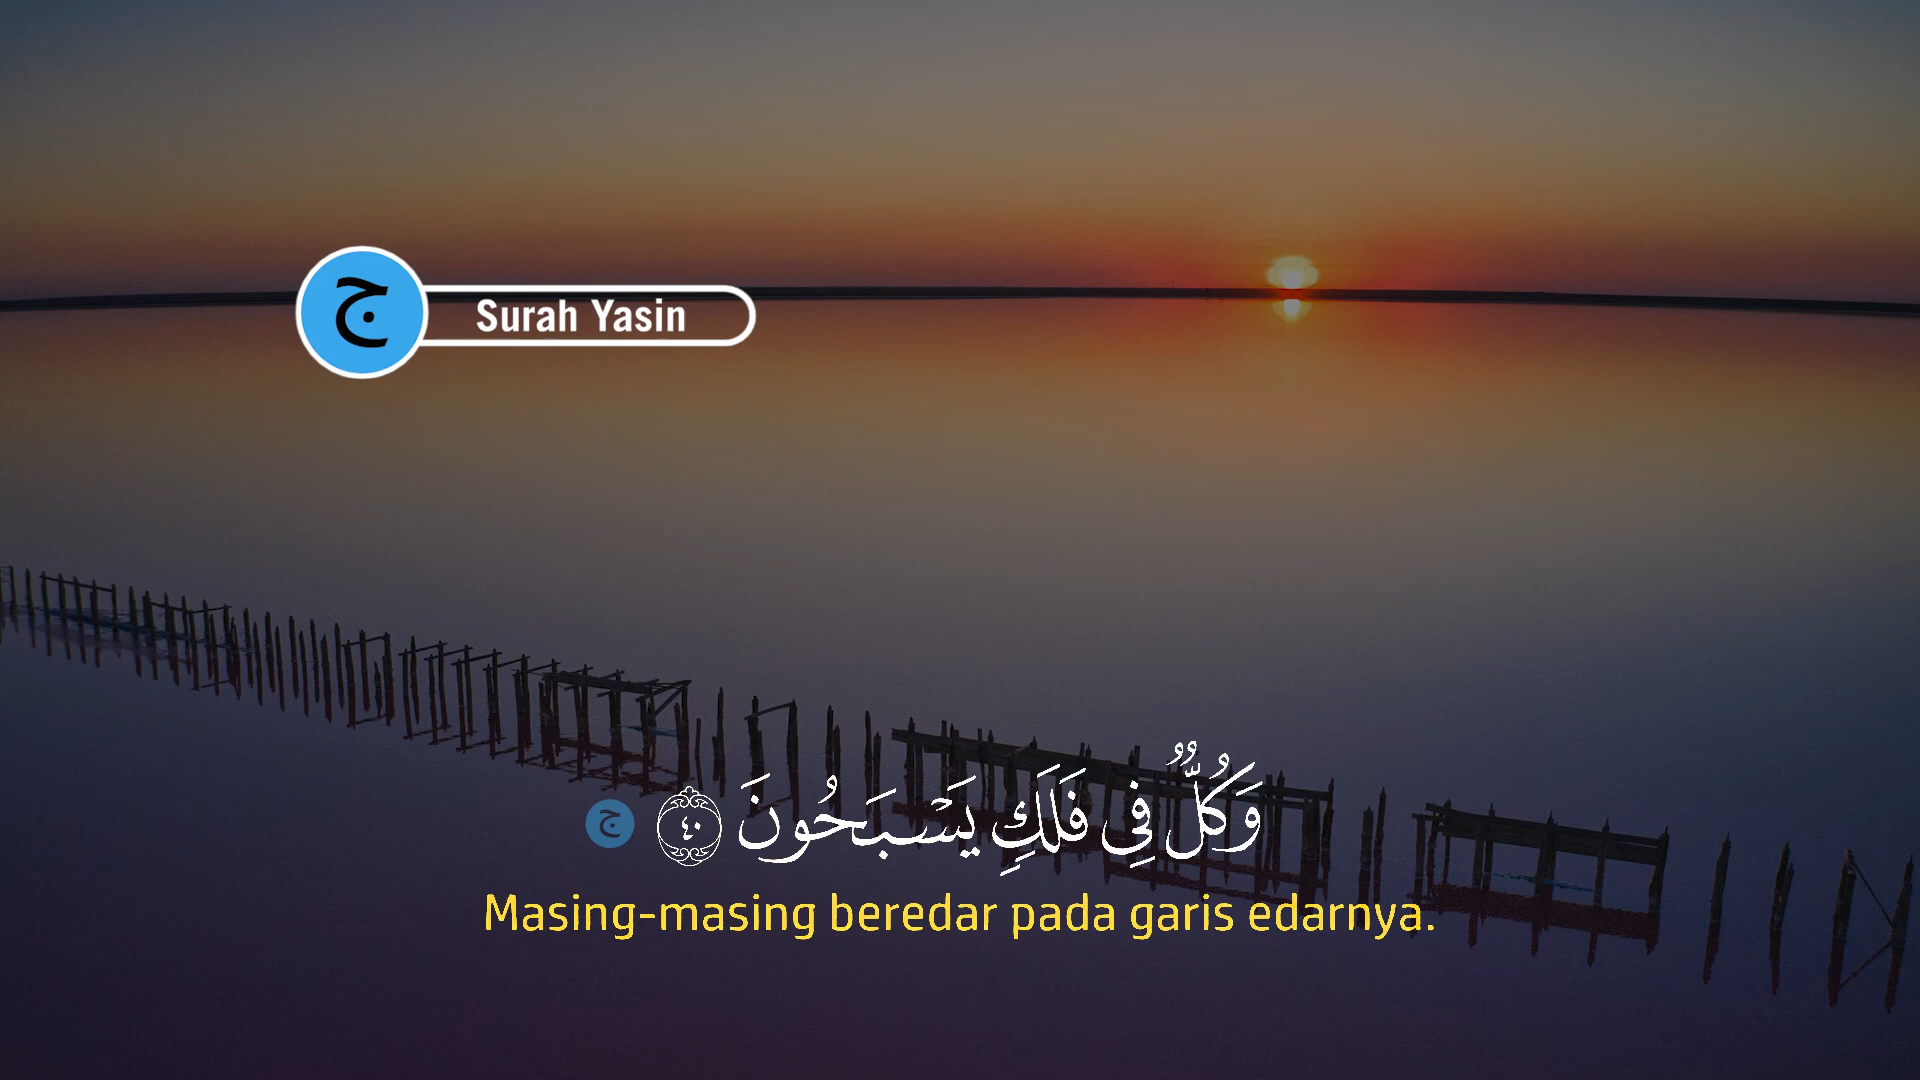 ج
Surah Yasin
وَكُلٌّ فِي فَلَكٍ يَسْبَحُونَ ٤٠ ج
Masing-masing beredar pada garis edarnya.